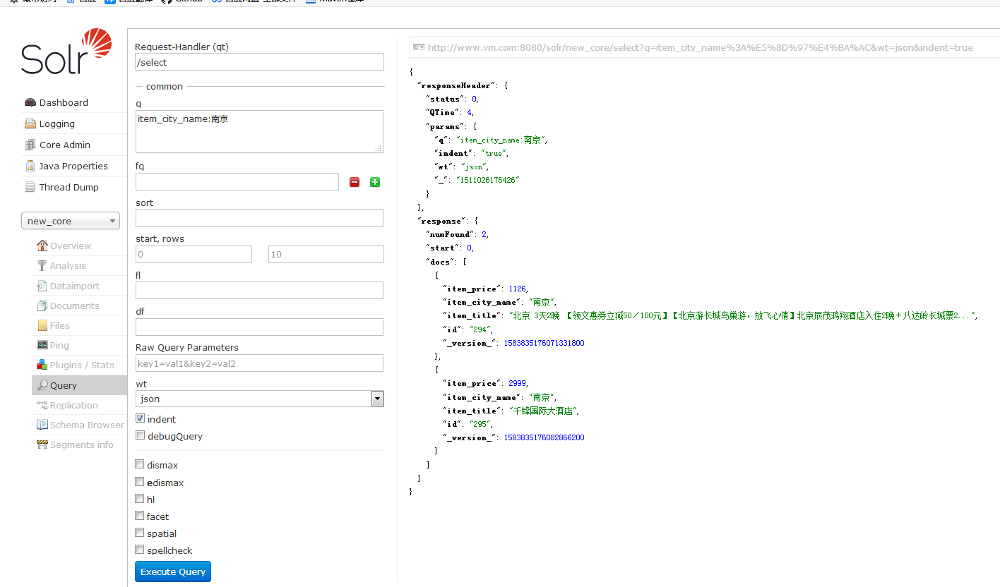 Solr
Dashboard
Logging
Core Admin
Java Properties
Thread Dump
new_core
Overview
Analysis
Dataimport
Documents
Files
Ping
Plugins / Stats
Query
Replication
Schema Browser
Segments info
Request-Handler (qt)
/select
common
q
item_city_name:南京
fq
sort
start, rows
0 10
fl
df
Raw Query Parameters
key1=val1&key2=val2
wt
json
indent
debugQuery
dismax
edismax
hl
facet
spatial
spellcheck
Execute Query
http://www.vm.com:8080/solr/new_core/select?q=item_city_name%3A%E5%8D%97%E4%BA%AC&wt=json&indent=true
{
"responseHeader": {
"status": 0,
"QTime": 4,
"params": {
"q": "item_city_name:南京",
"indent": "true",
"wt": "json",
"_": "1511026176426"
}
},
"response": {
"numFound": 2,
"start": 0,
"docs": [
{
"item_price": 1126,
"item_city_name": "南京",
"item_title": "北京 3天2晚 【领文惠券立减50／100元】【北京游长城鸟巢游，放飞心情】北京辰茂鸿翔酒店入住2晚＋八达岭长城票2...",
"id": "294",
"_version_": 1583835176071331800
},
{
"item_price": 2999,
"item_city_name": "南京",
"item_title": "千锋国际大酒店",
"id": "295",
"_version_": 1583835176082866200
}
]
}
}